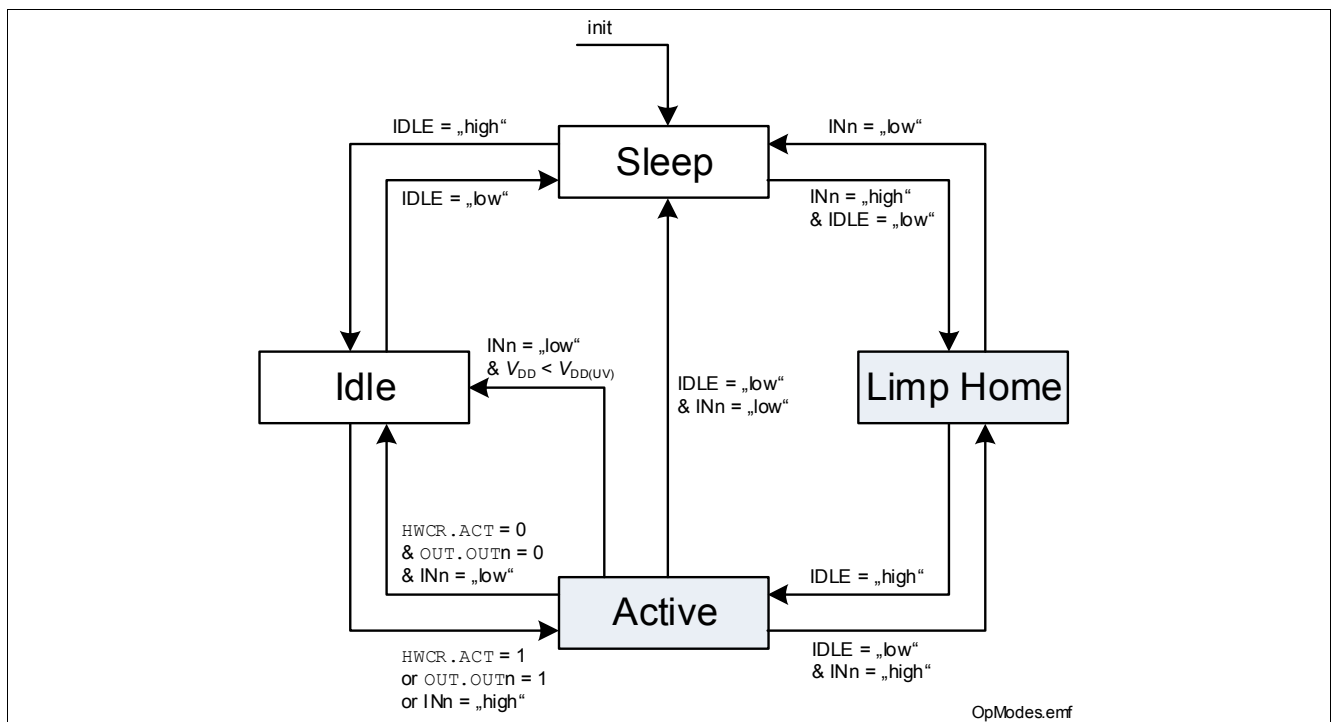 init
IDLE = „high“
INn = „low“
Sleep
IDLE = „low“
INn = „high“
& IDLE = „low“
INn = „low“
& VDD < VDD(UV)
IDLE = „low“
& INn = „low“
Idle
Limp Home
HWCR.ACT = 0
& OUT.OUTn = 0
& INn = „low“
IDLE = „high“
Active
HWCR.ACT = 1
or OUT.OUTn = 1
or INn = „high“
IDLE = „low“
& INn = „high“
OpModes.emf